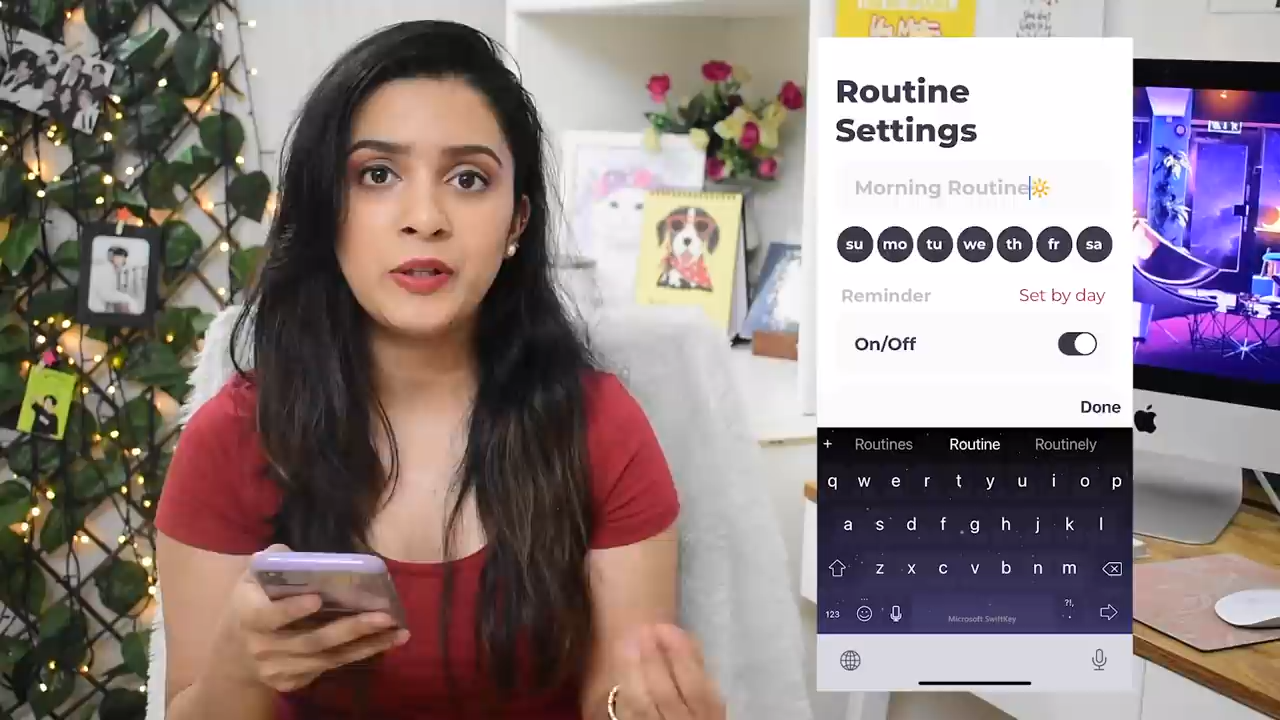 Routine
Settings
Morning Routine🔅
su mo tu we th fr sa
Reminder Set by day
On/Off
Done
+ Routines Routine Routinely
q w e r t y u i o p
a s d f g h j k l
z x c v b n m
123 Microsoft SwiftKey ?!,.